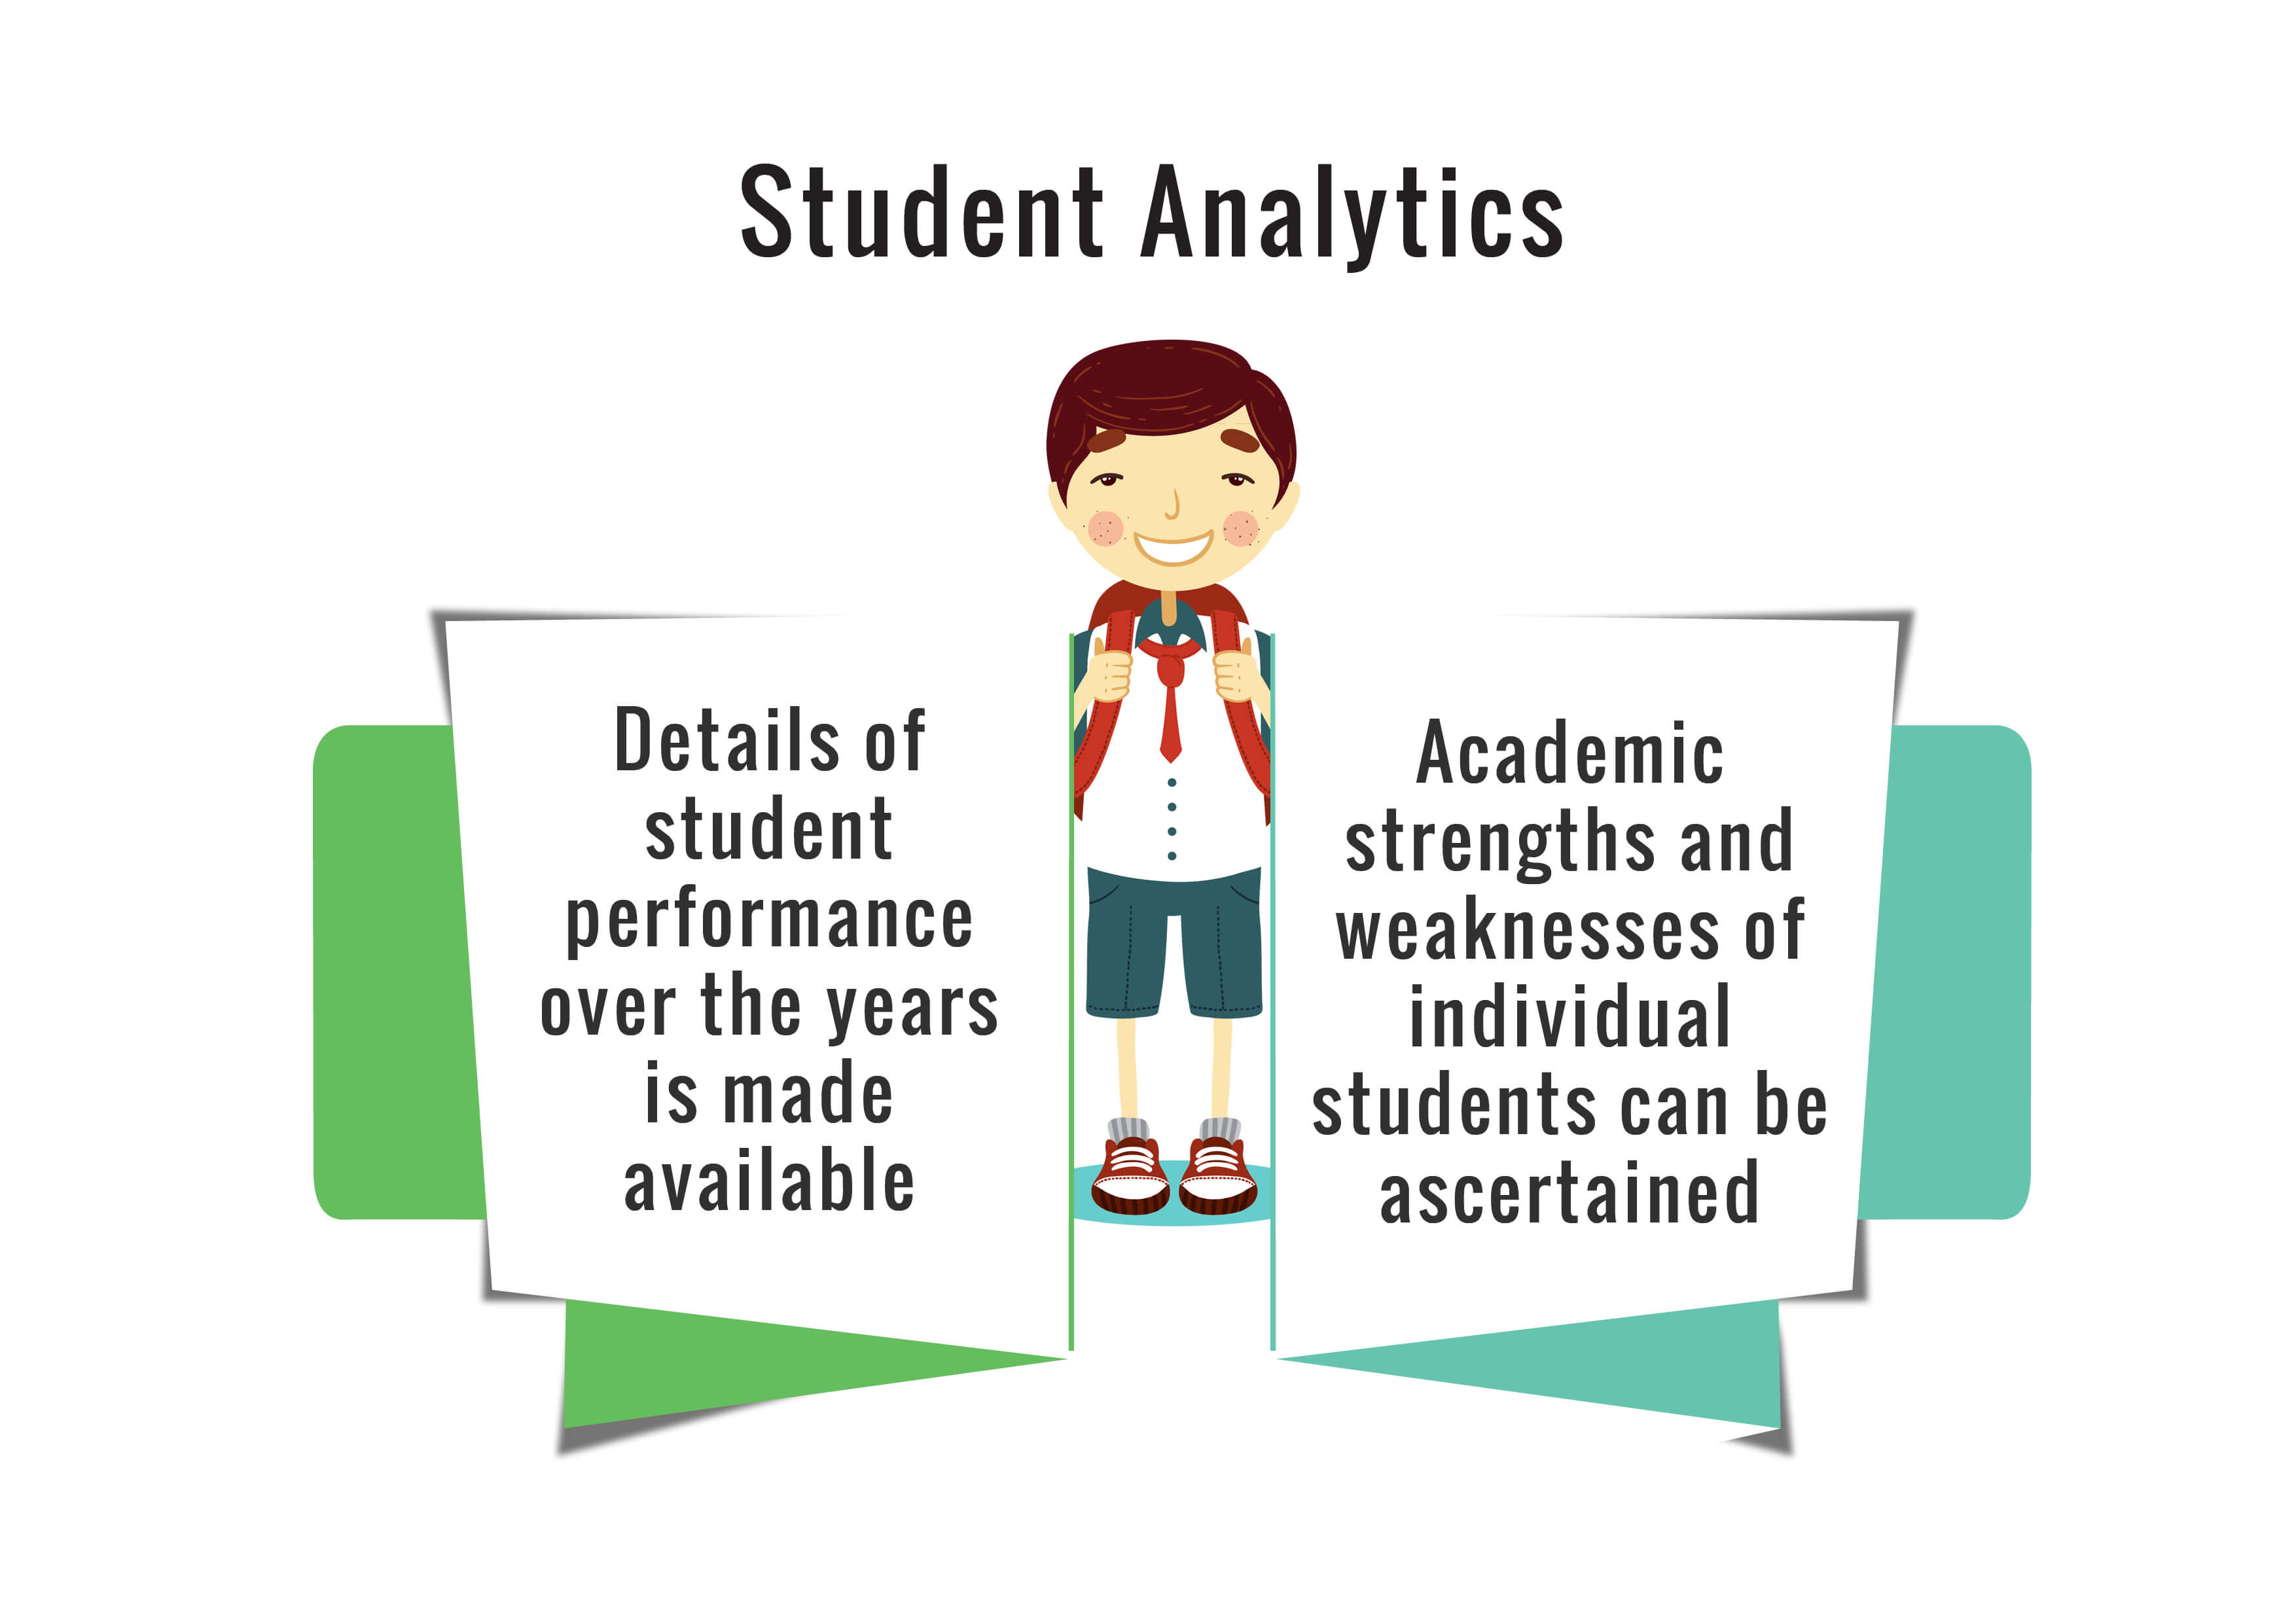 Student Analytics
Details of
student
performance
over the years
is made
available
Academic
strengths and
weaknesses of
individual
students can be
ascertained